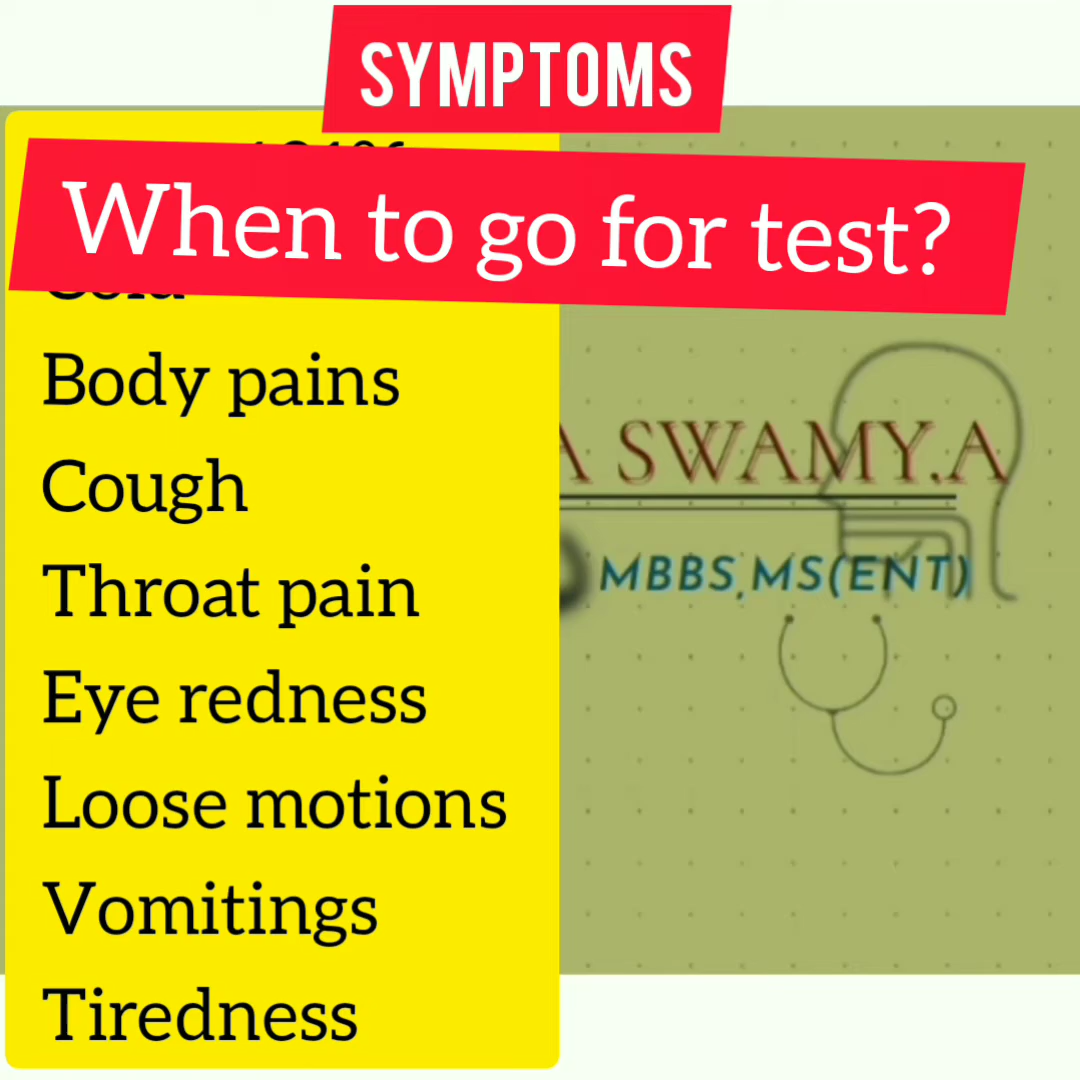 SYMPTOMS
When to go for test?
Body pains
Cough
Throat pain
Eye redness
Loose motions
Vomitings
Tiredness
A SWAMY.A
MBBS,MS(ENT)